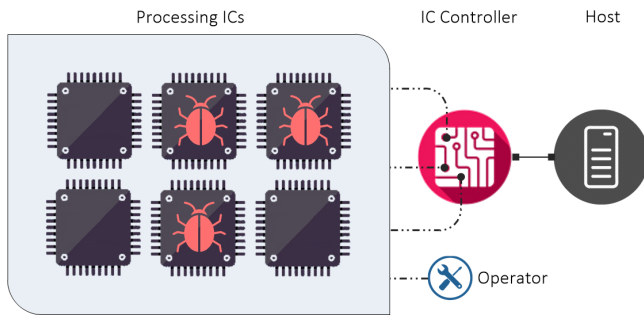 Processing ICs
IC Controller
Host
Operator